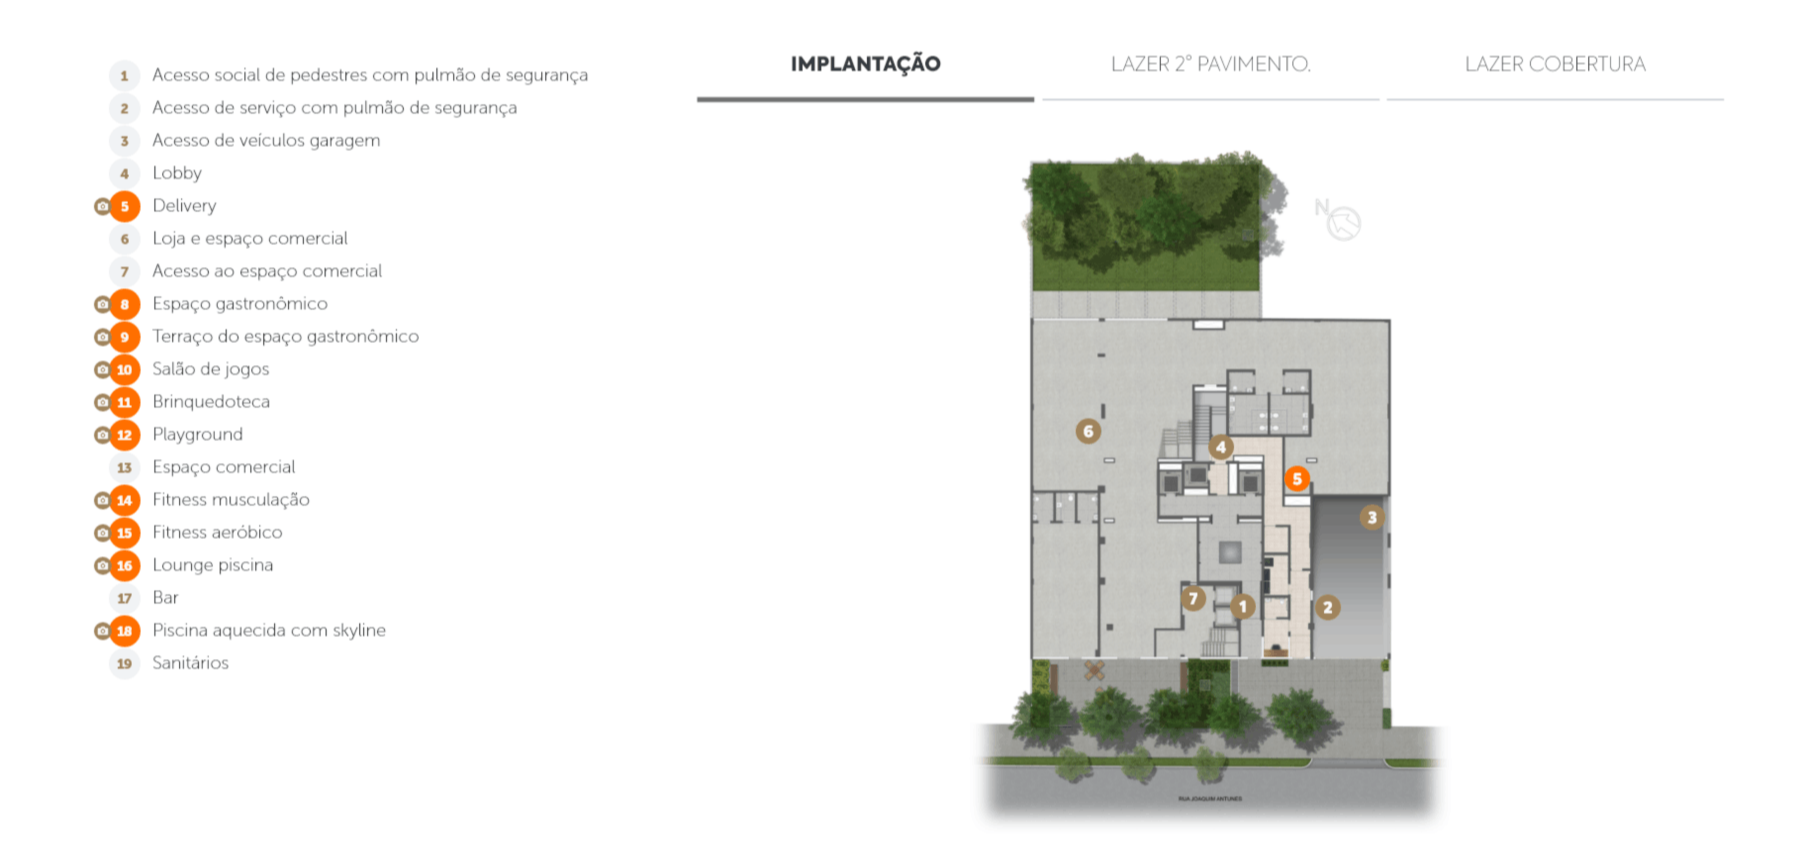 1 Acesso social de pedestres com pulmão de segurança
2 Acesso de serviço com pulmão de segurança
3 Acesso de veículos garagem
4 Lobby
5 Delivery
6 Loja e espaço comercial
7 Acesso ao espaço comercial
8 Espaço gastronômico
9 Terraço do espaço gastronômico
10 Salão de jogos
11 Brinquedoteca
12 Playground
13 Espaço comercial
14 Fitness musculação
15 Fitness aeróbico
16 Lounge piscina
17 Bar
18 Piscina aquecida com skyline
19 Sanitários
IMPLANTAÇÃO
LAZER 2° PAVIMENTO.
LAZER COBERTURA
N
6
4
5
3
7
1
2
RUA JOAQUIM ANTUNES